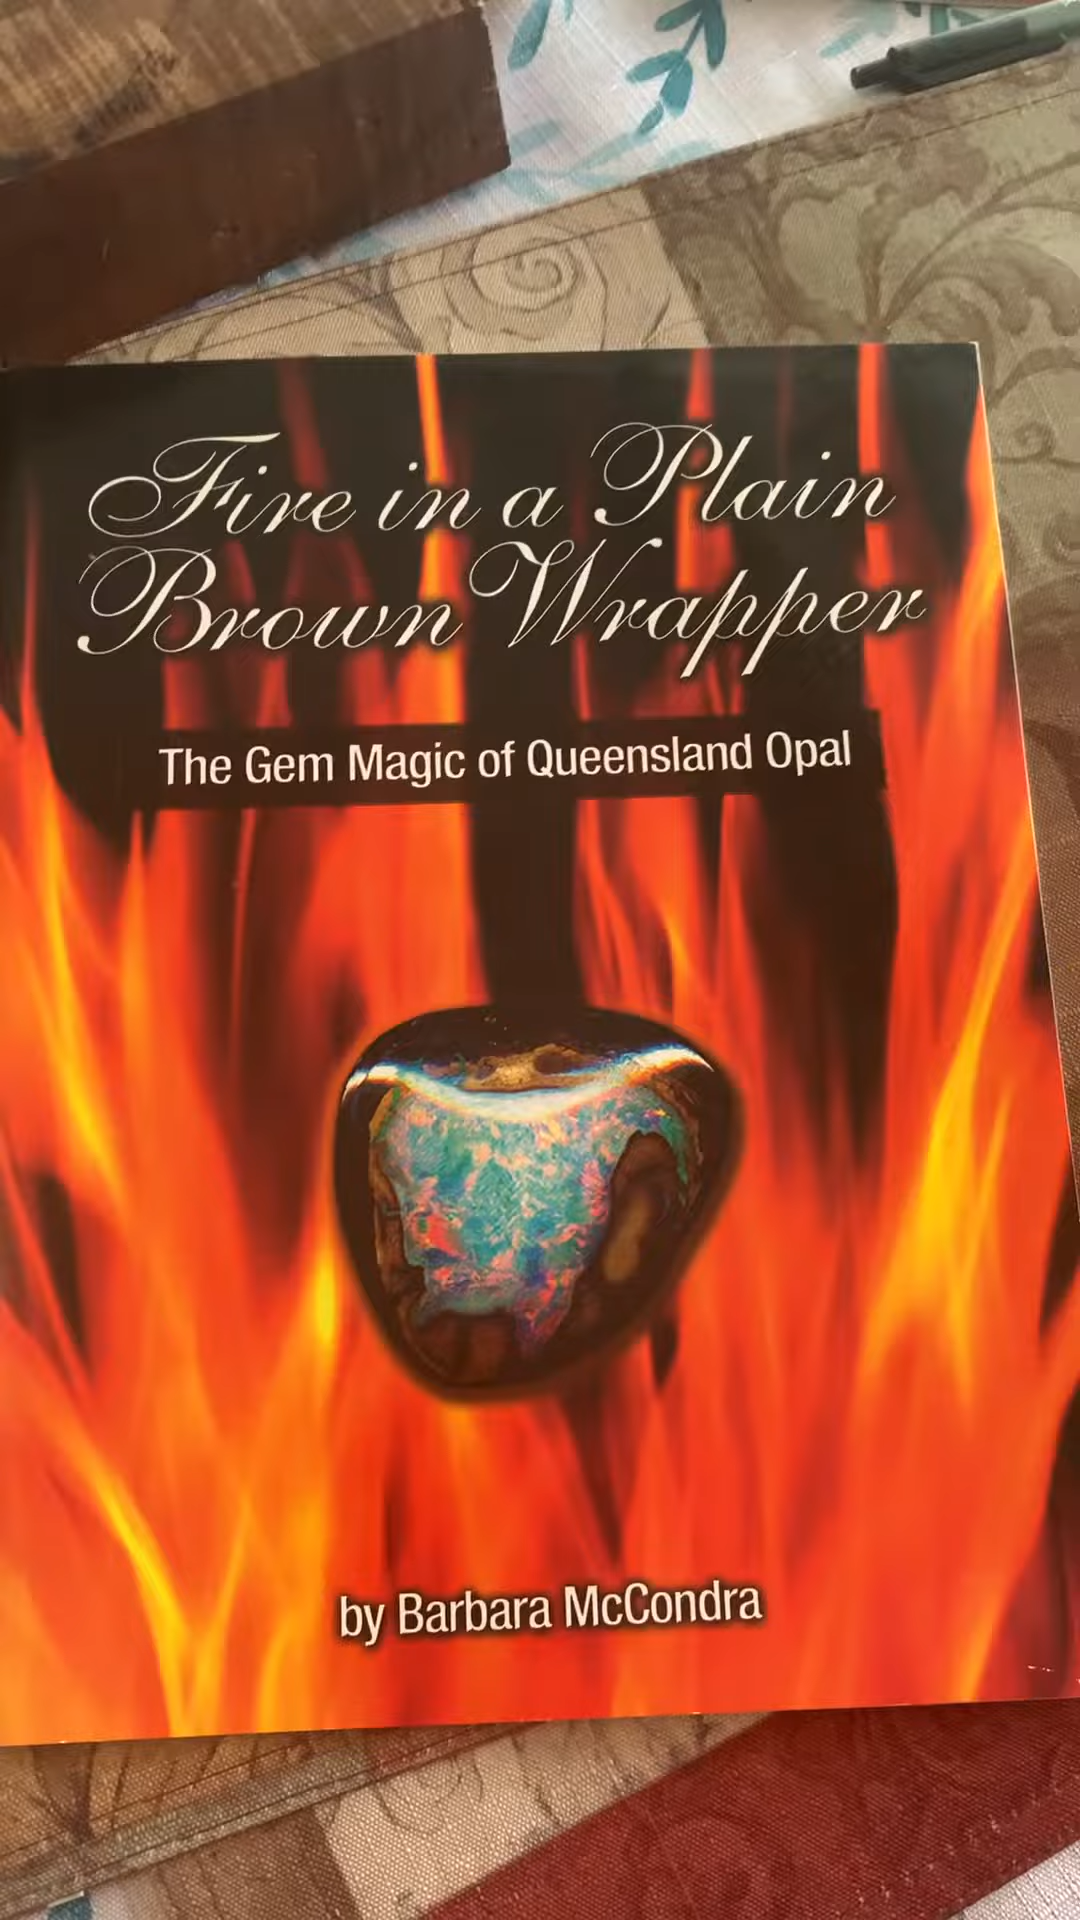 Fire in a Plain
Brown Wrapper
The Gem Magic of Queensland Opal
by Barbara McCondra